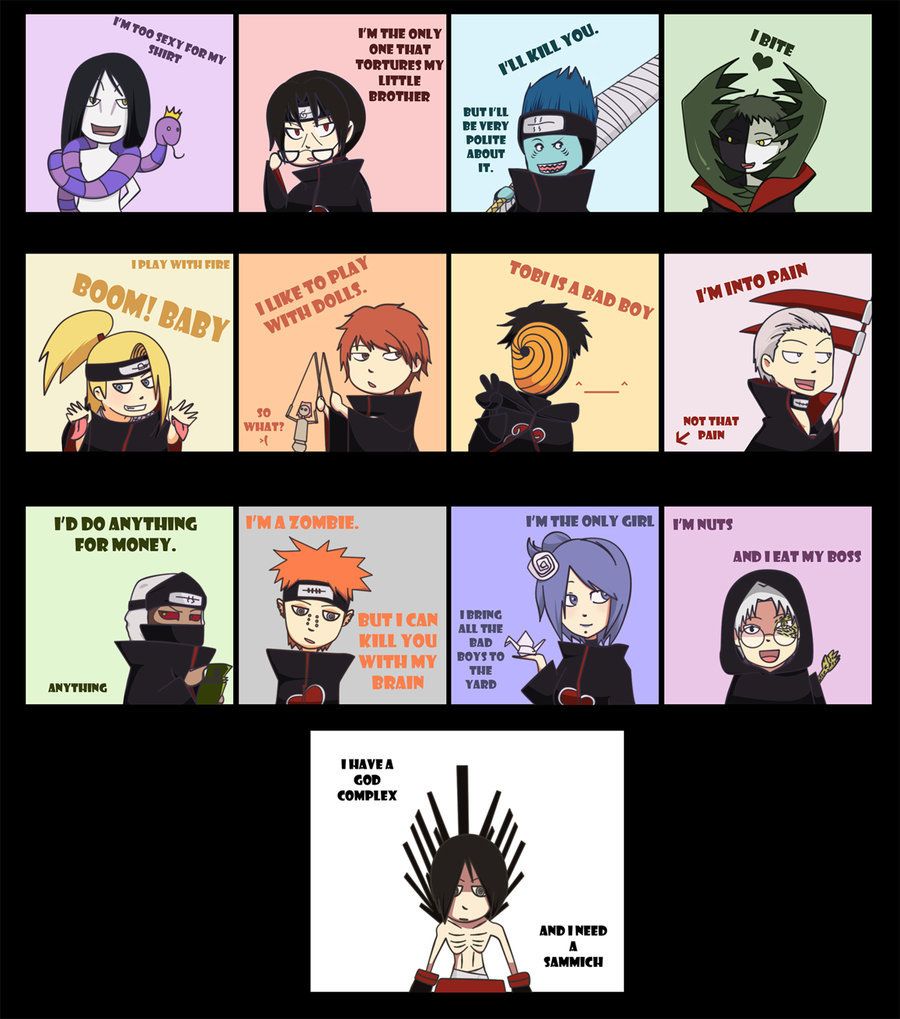 I'M TOO SEXY FOR MY
SHIRT
I'M THE ONLY
ONE THAT
TORTURES MY
LITTLE
BROTHER
I'LL KILL YOU.
BUT I'LL
BE VERY
POLITE
ABOUT
IT.
I BITE
♥
I PLAY WITH FIRE
BOOM! BABY
I LIKE TO PLAY
WITH DOLLS.
SO
WHAT?
>(
TOBI IS A BAD BOY
^___^
I'M INTO PAIN
NOT THAT
PAIN
I'D DO ANYTHING
FOR MONEY.
ANYTHING
I'M A ZOMBIE.
BUT I CAN
KILL YOU
WITH MY
BRAIN
I'M THE ONLY GIRL
I BRING
ALL THE
BAD
BOYS TO
THE
YARD
I'M NUTS
AND I EAT MY BOSS
I HAVE A
GOD
COMPLEX
AND I NEED
A
SAMMICH